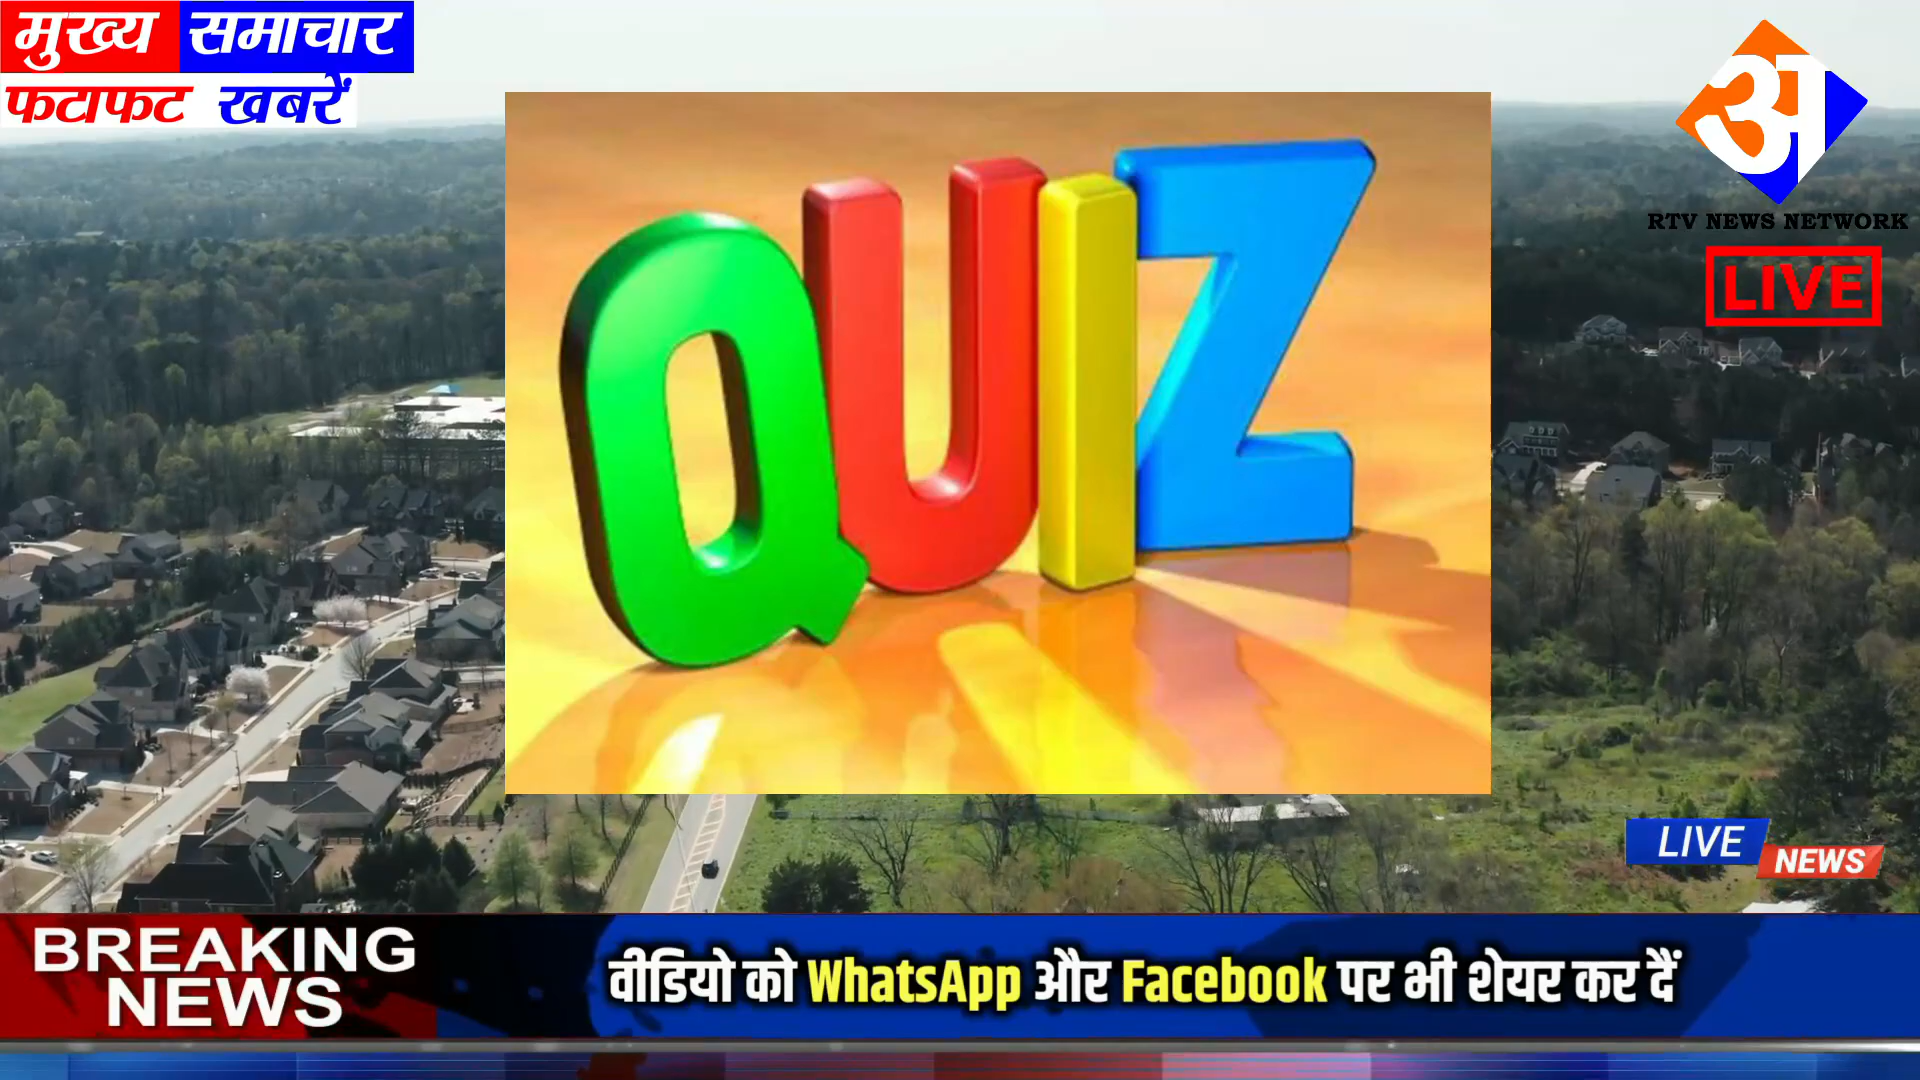 मुख्य समाचार
फटाफट खबरें
QUIZ
अ
RTV NEWS NETWORK
LIVE
LIVE
NEWS
BREAKING
NEWS
वीडियो को WhatsApp और Facebook पर भी शेयर कर दैं